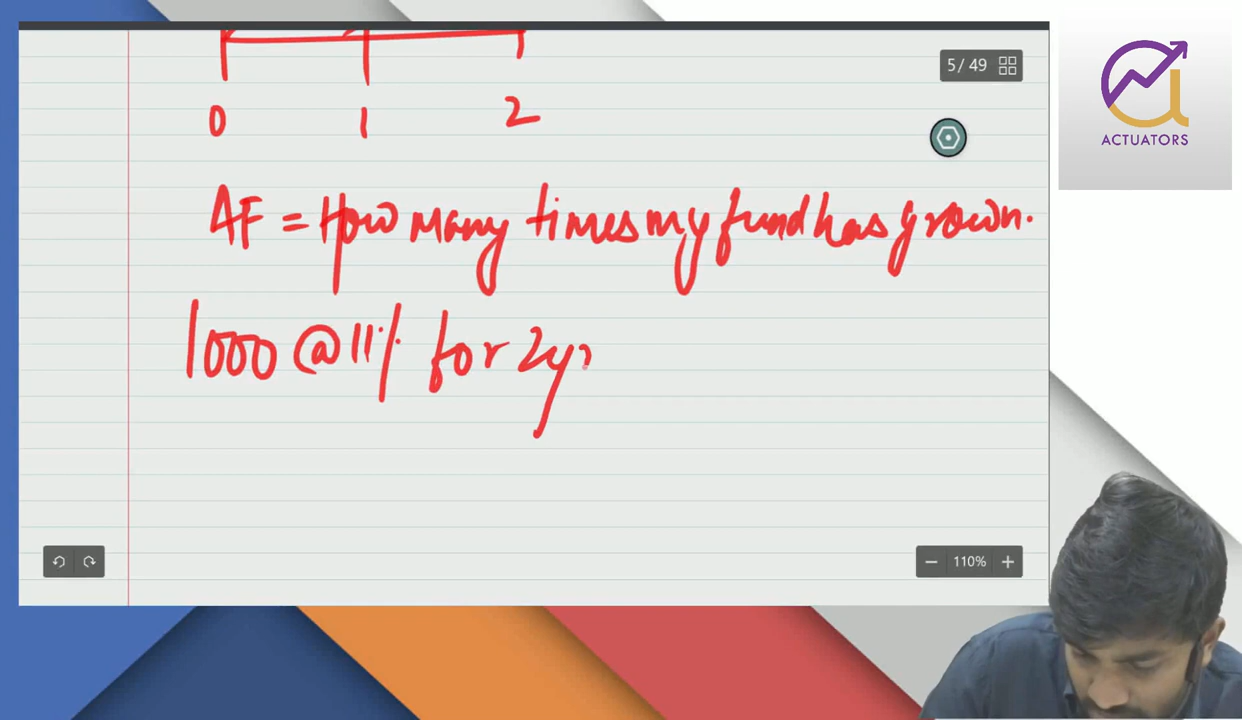 5 / 49
ACTUATORS
0 1 2
AF = How many times my fund has grown.
1000 @ 11% for 2yr
110%